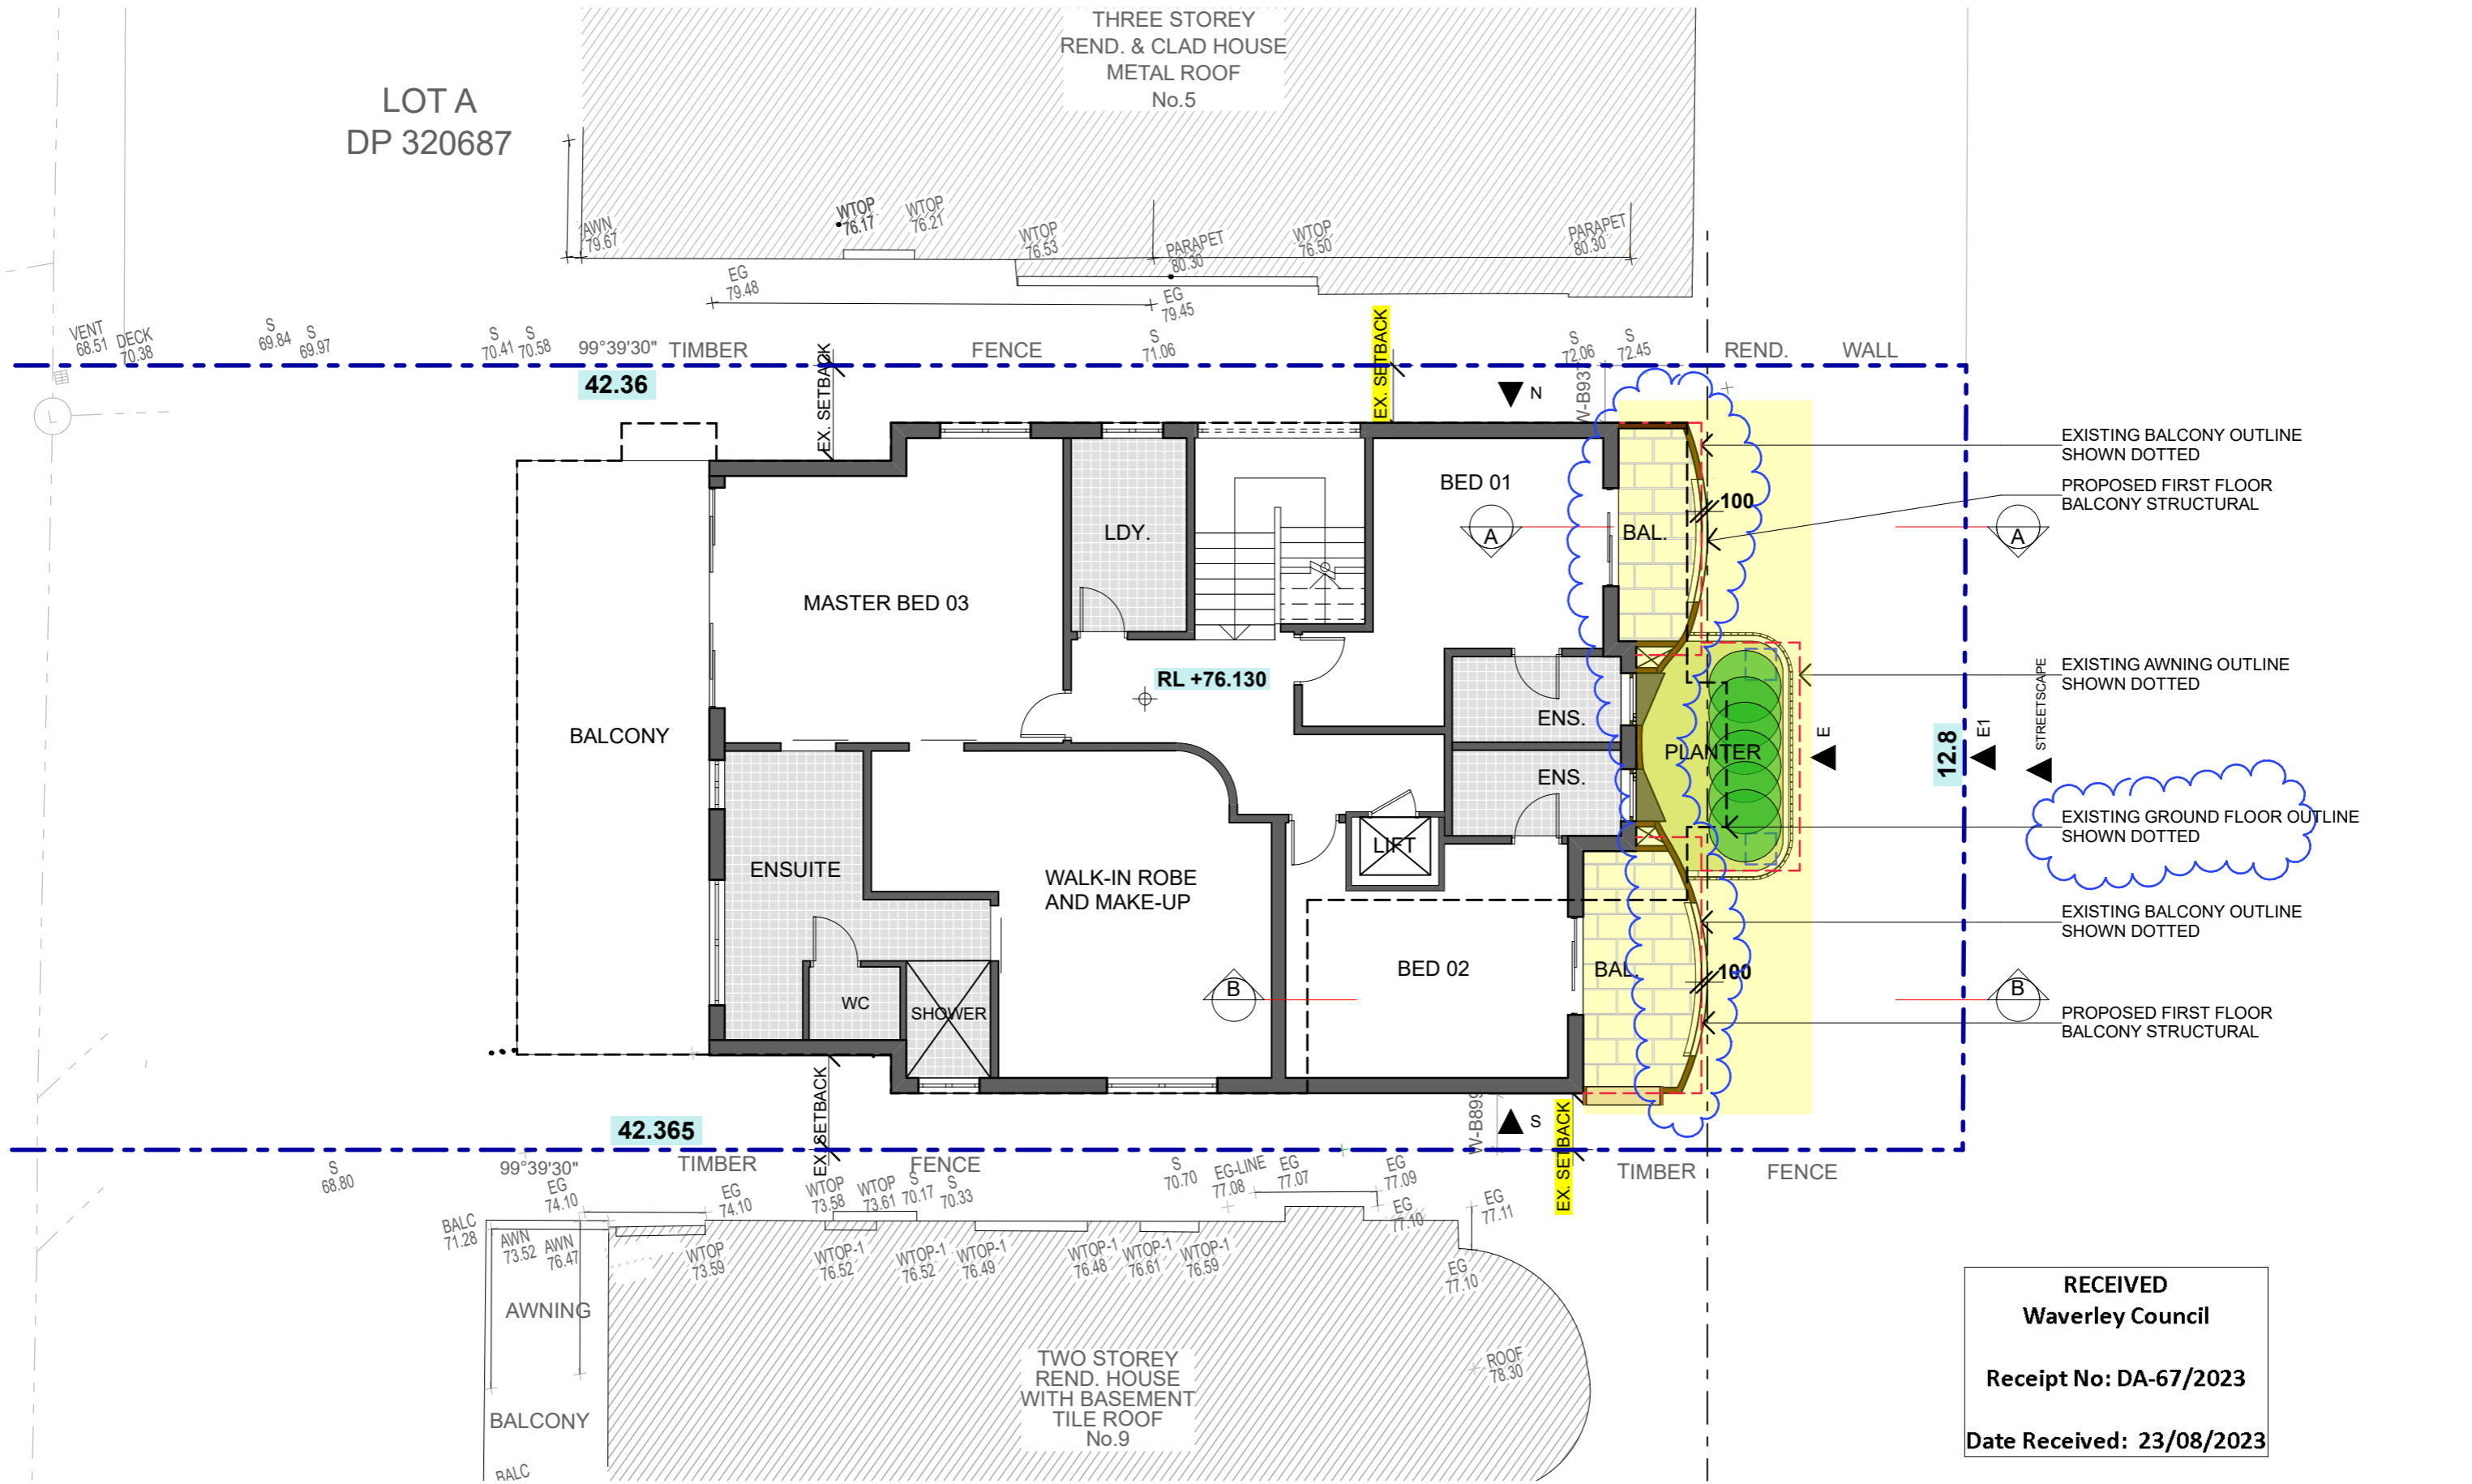 THREE STOREY
REND. & CLAD HOUSE
METAL ROOF
No.5
LOT A
DP 320687
AWN
79.67
WTOP
76.17
WTOP
76.21
WTOP
76.53
PARAPET
80.30
WTOP
76.50
PARAPET
80.30
EG
79.48
EG
79.45
VENT
68.51
DECK
70.38
S
69.84
S
69.97
S
70.41
S
70.58
99°39'30"
TIMBER
FENCE
S
71.06
S
72.06
S
72.45
REND.
WALL
42.36
EX. SETBACK
EX. SETBACK
N
W-B937
EXISTING BALCONY OUTLINE
SHOWN DOTTED
PROPOSED FIRST FLOOR
BALCONY STRUCTURAL
BED 01
100
A
BAL.
A
LDY.
MASTER BED 03
RL +76.130
EXISTING AWNING OUTLINE
SHOWN DOTTED
STREETSCAPE
ENS.
BALCONY
PLANTER
E
12.8
E1
ENS.
EXISTING GROUND FLOOR OUTLINE
SHOWN DOTTED
LIFT
ENSUITE
WALK-IN ROBE
AND MAKE-UP
EXISTING BALCONY OUTLINE
SHOWN DOTTED
BED 02
BAL.
100
B
B
WC
SHOWER
PROPOSED FIRST FLOOR
BALCONY STRUCTURAL
EX. SETBACK
W-B899
S
EX. SETBACK
42.365
99°39'30"
TIMBER
FENCE
TIMBER
FENCE
S
68.80
EG
74.10
EG
74.10
WTOP
73.58
WTOP
73.61
S
70.17
S
70.33
S
70.70
EG-LINE
77.08
EG
77.07
EG
77.09
EG
77.10
EG
77.11
BALC
71.28
AWN
73.52
AWN
76.47
WTOP
73.59
WTOP-1
76.52
WTOP-1
76.52
WTOP-1
76.49
WTOP-1
76.48
WTOP-1
76.61
WTOP-1
76.59
EG
77.10
AWNING
ROOF
78.30
TWO STOREY
REND. HOUSE
WITH BASEMENT
TILE ROOF
No.9
BALCONY
BALC
L
RECEIVED
Waverley Council
Receipt No: DA-67/2023
Date Received: 23/08/2023